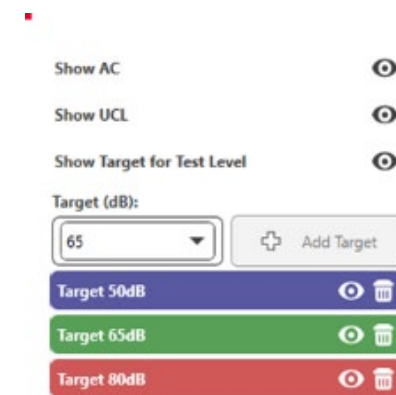 Show AC
Show UCL
Show Target for Test Level
Target (dB):
65
Add Target
Target 50dB
Target 65dB
Target 80dB